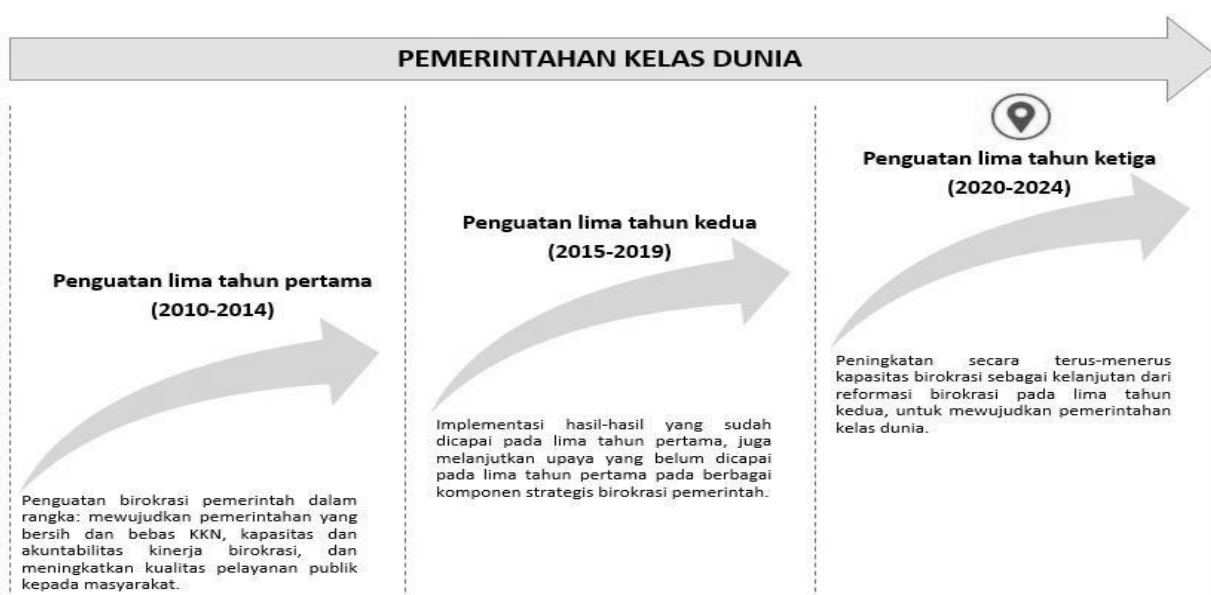 PEMERINTAHAN KELAS DUNIA
Penguatan lima tahun pertama
(2010-2014)
Penguatan birokrasi pemerintah dalam
rangka: mewujudkan pemerintahan yang
bersih dan bebas KKN, kapasitas dan
akuntabilitas kinerja birokrasi, dan
meningkatkan kualitas pelayanan publik
kepada masyarakat.
Penguatan lima tahun kedua
(2015-2019)
Implementasi hasil-hasil yang sudah
dicapai pada lima tahun pertama, juga
melanjutkan upaya yang belum dicapai
pada lima tahun pertama pada berbagai
komponen strategis birokrasi pemerintah.
Penguatan lima tahun ketiga
(2020-2024)
Peningkatan secara terus-menerus
kapasitas birokrasi sebagai kelanjutan dari
reformasi birokrasi pada lima tahun
kedua, untuk mewujudkan pemerintahan
kelas dunia.